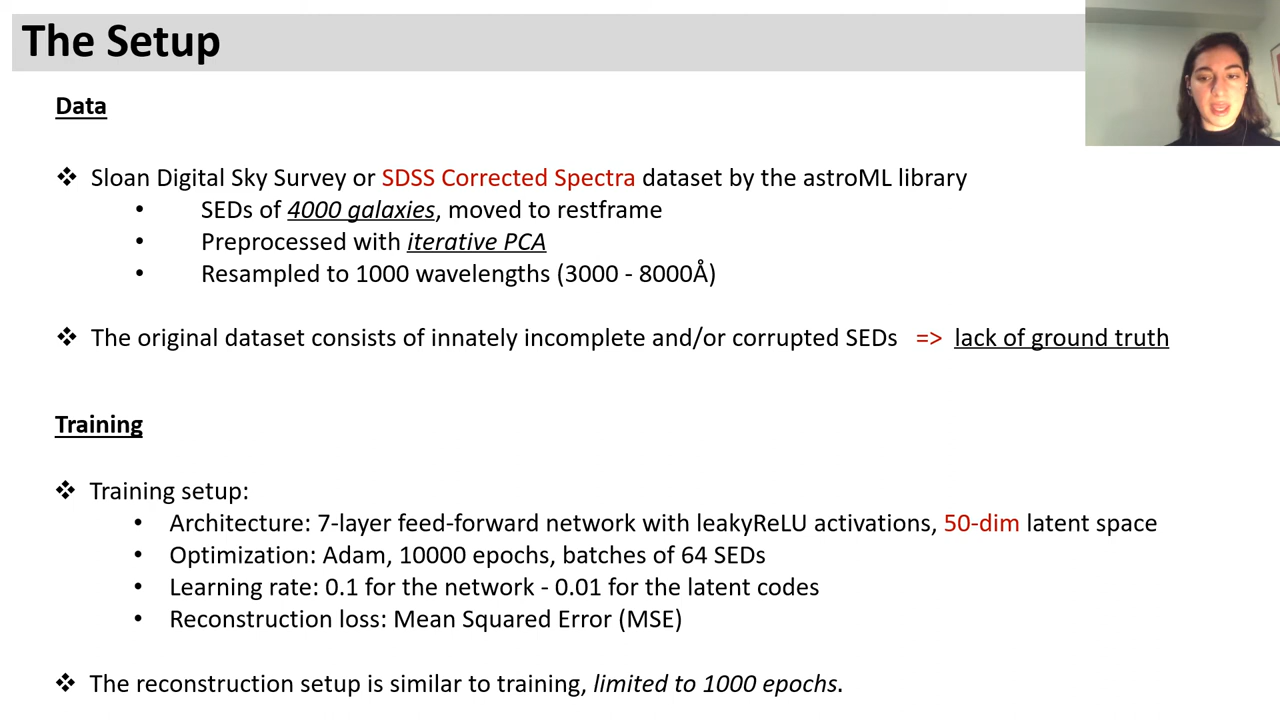 The Setup
Data
❖ Sloan Digital Sky Survey or SDSS Corrected Spectra dataset by the astroML library
• SEDs of 4000 galaxies, moved to restframe
• Preprocessed with iterative PCA
• Resampled to 1000 wavelengths (3000 - 8000Å)
❖ The original dataset consists of innately incomplete and/or corrupted SEDs => lack of ground truth
Training
❖ Training setup:
• Architecture: 7-layer feed-forward network with leakyReLU activations, 50-dim latent space
• Optimization: Adam, 10000 epochs, batches of 64 SEDs
• Learning rate: 0.1 for the network - 0.01 for the latent codes
• Reconstruction loss: Mean Squared Error (MSE)
❖ The reconstruction setup is similar to training, limited to 1000 epochs.